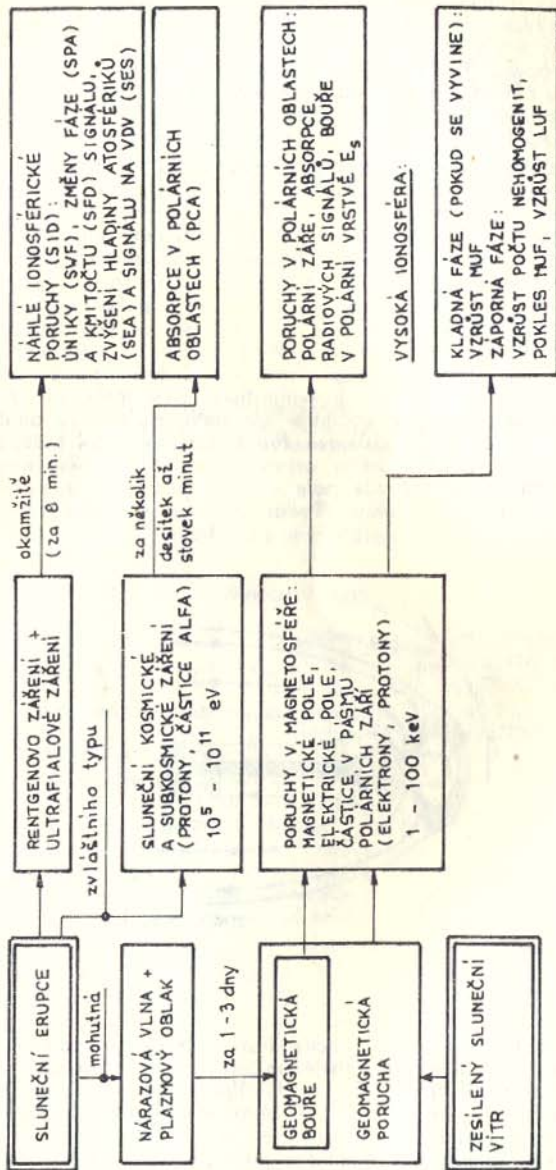 SLUNEČNÍ ERUPCE
mohutná
zvláštního typu
NÁRAZOVÁ VLNA +
PLAZMOVÝ OBLAK
za 1-3 dny
GEOMAGNETICKÁ
BOUŘE
GEOMAGNETICKÁ
PORUCHA
ZESÍLENÝ SLUNEČNÍ
VÍTR
RENTGENOVO ZÁŘENÍ +
ULTRAFIALOVÉ ZÁŘENÍ
SLUNEČNÍ KOSMICKÉ
A SUBKOSMICKÉ ZÁŘENÍ
(PROTONY, ČÁSTICE ALFA)
10⁵ - 10¹¹ eV
PORUCHY V MAGNETOSFÉŘE:
MAGNETICKÉ POLE,
ELEKTRICKÉ POLE,
ČÁSTICE V PÁSMU
POLÁRNÍCH ZÁŘÍ
(ELEKTRONY, PROTONY)
1 - 100 keV
okamžitě
(za 8 min.)
za několik
desítek až
stovek minut
NÁHLÉ IONOSFÉRICKÉ
PORUCHY (SID):
ÚNIKY (SWF), ZMĚNY FÁZE (SPA)
A KMITOČTU (SFD) SIGNÁLU,
ZVÝŠENÍ HLADINY ATOSFÉRIKŮ
(SEA) A SIGNÁLU NA VDV (SES)
ABSORPCE V POLÁRNÍCH
OBLASTECH (PCA)
PORUCHY V POLÁRNÍCH OBLASTECH:
POLÁRNÍ ZÁŘE, ABSORPCE
RADIOVÝCH SIGNÁLŮ, BOUŘE
V POLÁRNÍ VRSTVĚ Eₛ
VYSOKÁ IONOSFÉRA:
KLADNÁ FÁZE (POKUD SE VYVINE):
VZRŮST MUF
ZÁPORNÁ FÁZE:
VZRŮST POČTU NEHOMOGENIT,
POKLES MUF, VZRŮST LUF